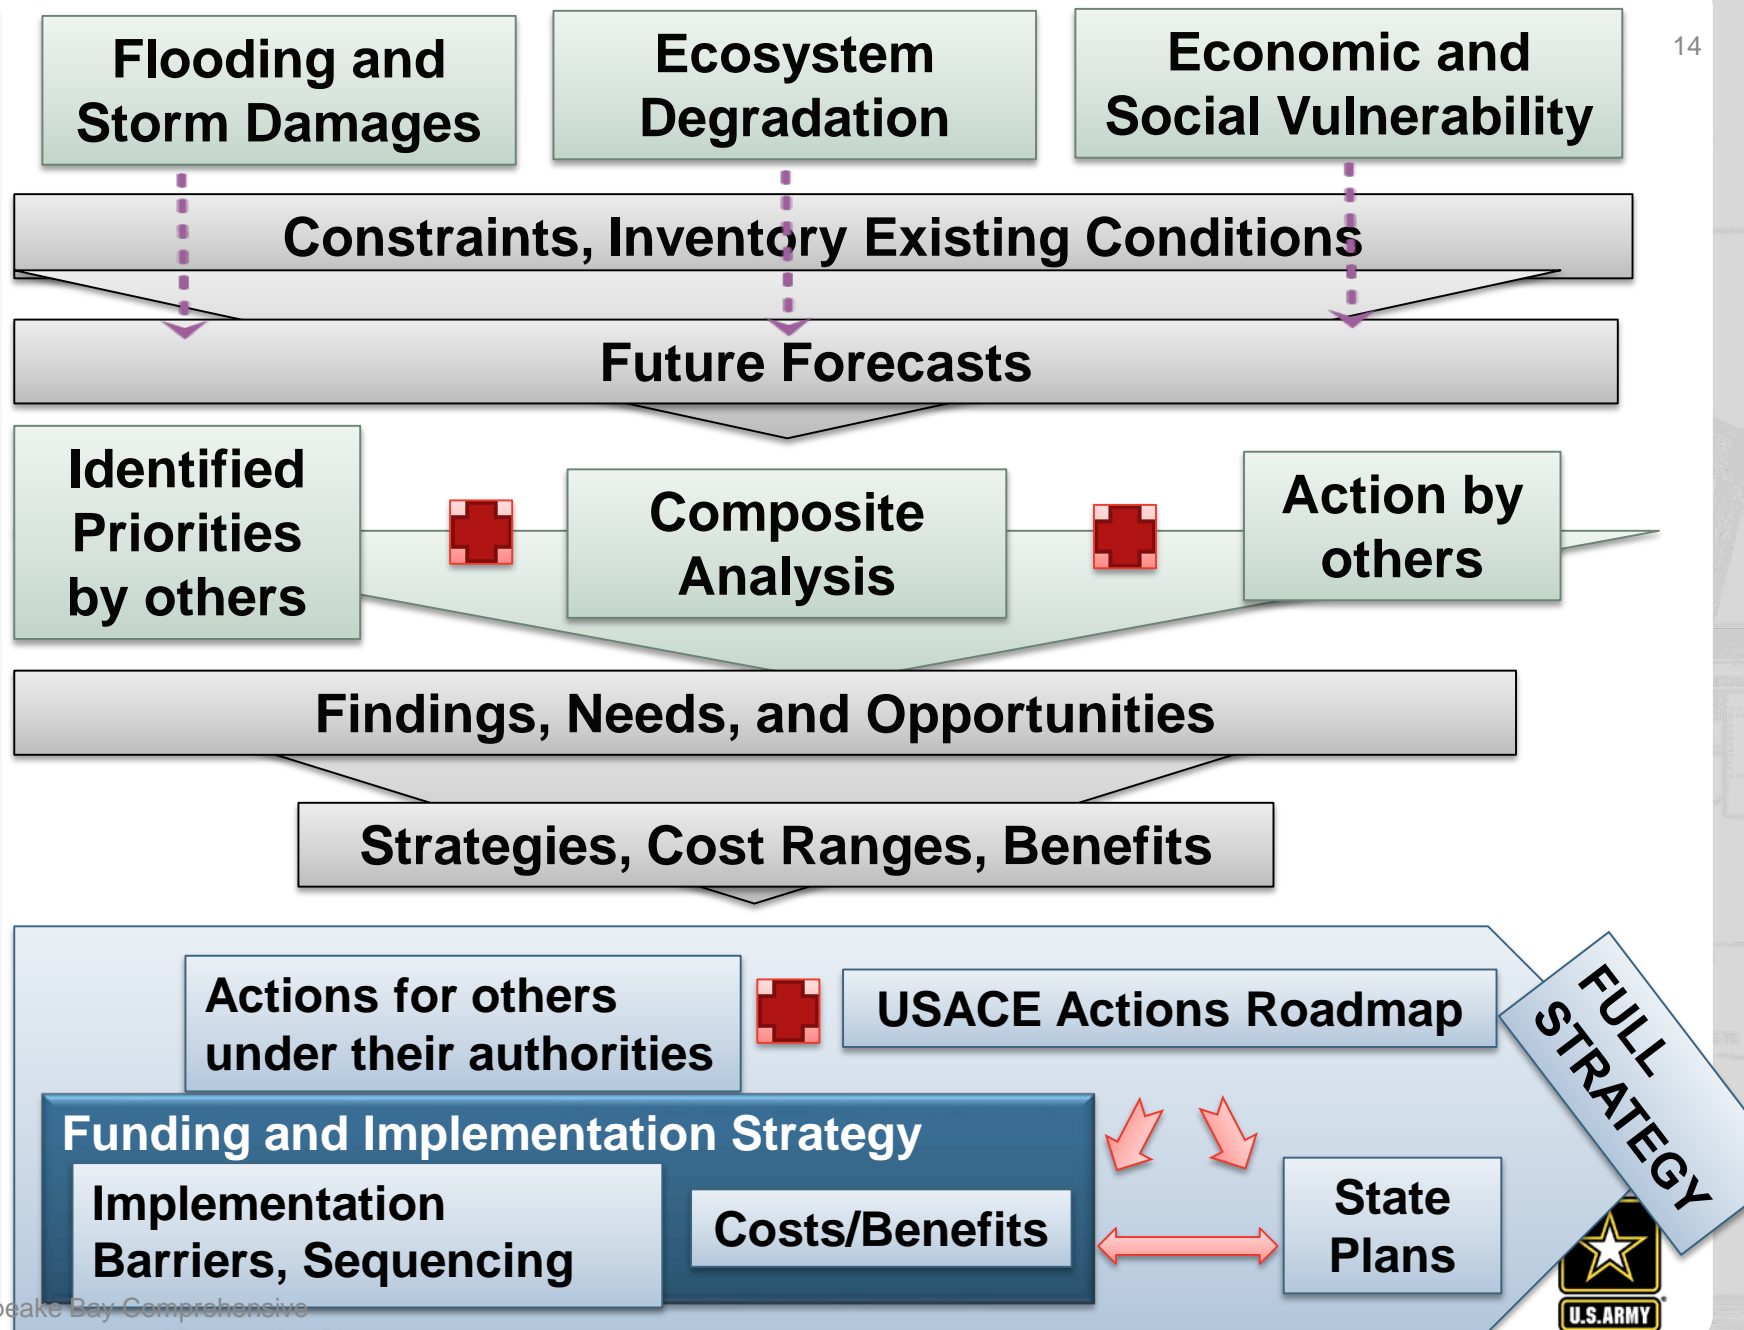 14
Flooding and
Storm Damages
Ecosystem
Degradation
Economic and
Social Vulnerability
Constraints, Inventory Existing Conditions
Future Forecasts
Identified
Priorities
by others
Composite
Analysis
Action by
others
Findings, Needs, and Opportunities
Strategies, Cost Ranges, Benefits
Actions for others
under their authorities
USACE Actions Roadmap
FULL
STRATEGY
Funding and Implementation Strategy
Implementation
Barriers, Sequencing
Costs/Benefits
State
Plans
Bay Comprehensive
U.S.ARMY